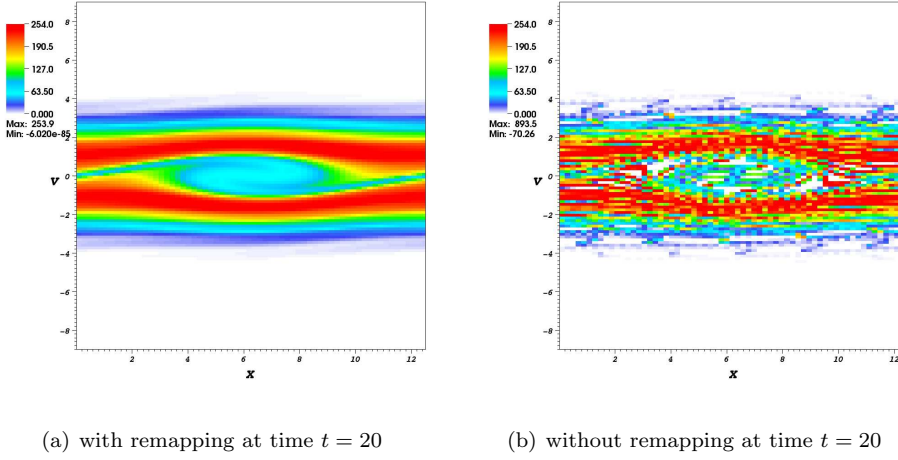 254.0
190.5
127.0
63.50
0.000
Max: 253.9
Min: -6.020e-85
8
6
4
2
0
-2
-4
-6
-8
v
2 4 6 8 10 12
x
(a) with remapping at time t = 20
254.0
190.5
127.0
63.50
0.000
Max: 893.5
Min: -70.26
8
6
4
2
0
-2
-4
-6
-8
v
2 4 6 8 10 12
x
(b) without remapping at time t = 20